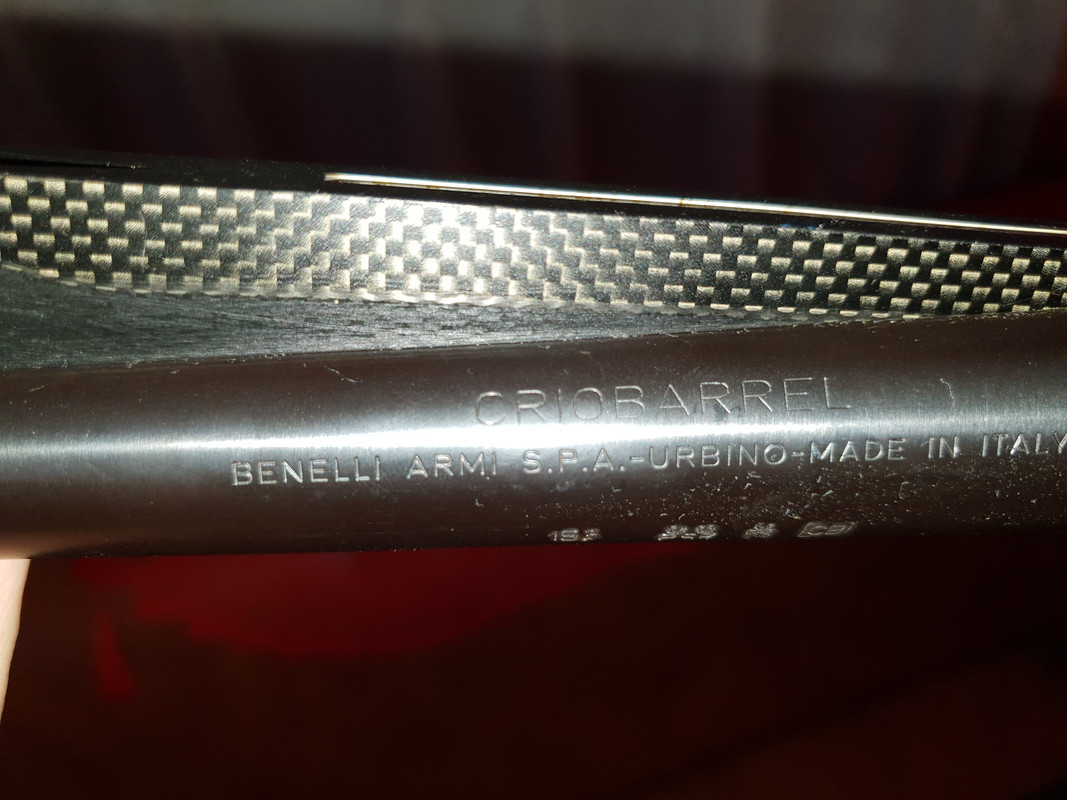 CRIOBARREL
BENELLI ARMI S.P.A.-URBINO-MADE IN ITALY